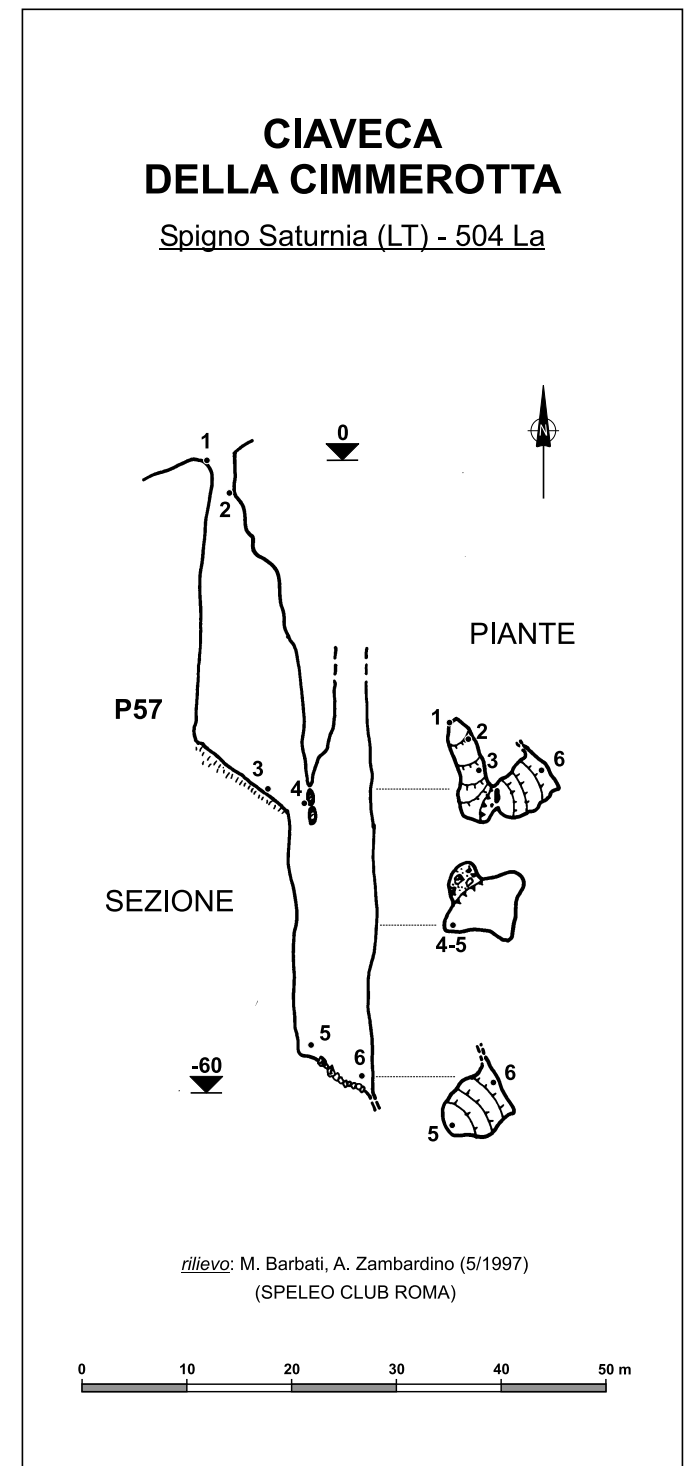 CIAVECA
DELLA CIMMEROTTA
Spigno Saturnia (LT) - 504 La
1
0
N
2
PIANTE
P57
1
2
3
6
3
4
SEZIONE
4-5
5
6
-60
6
5
rilievo: M. Barbati, A. Zambardino (5/1997)
(SPELEO CLUB ROMA)
0 10 20 30 40 50 m